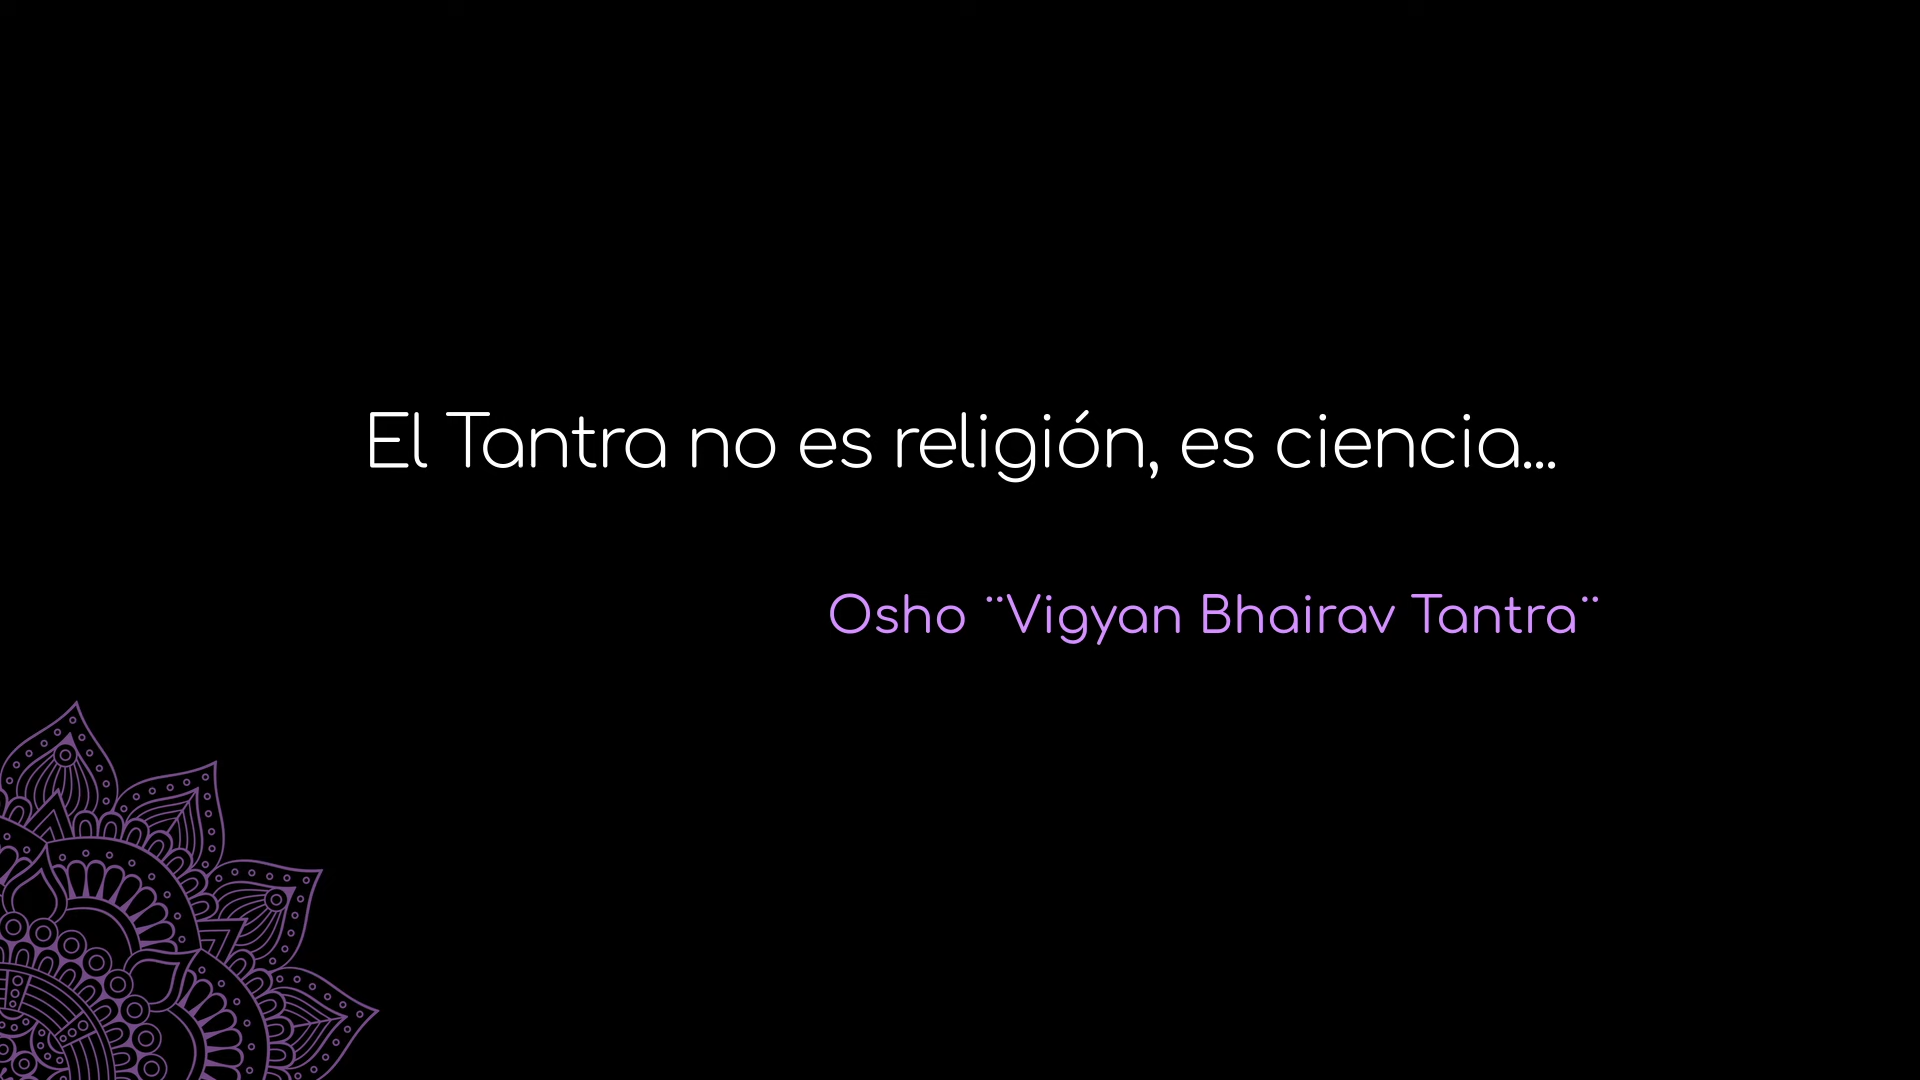 El Tantra no es religión, es ciencia...
Osho ¨Vigyan Bhairav Tantra¨